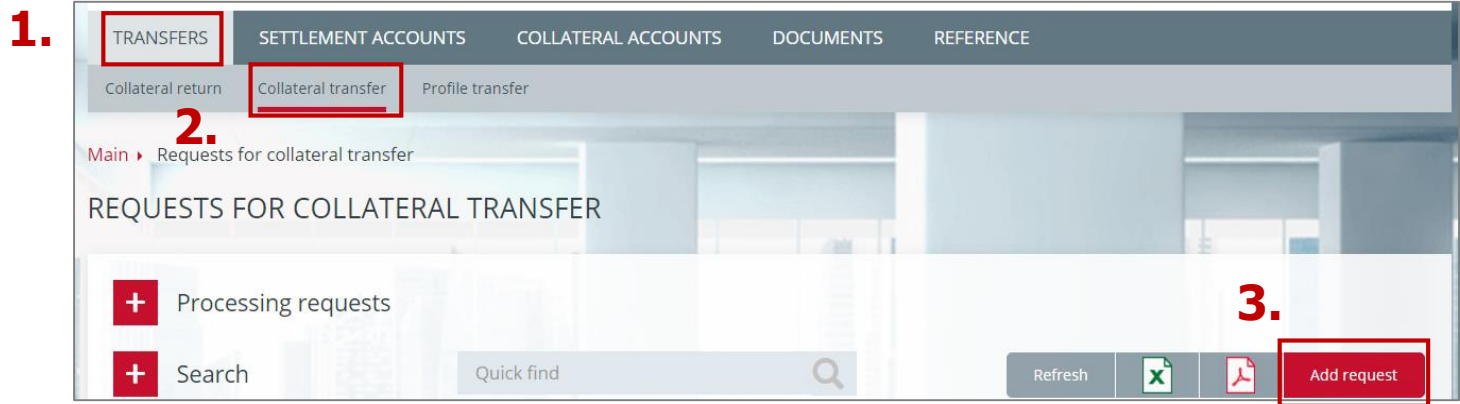 1.
TRANSFERS SETTLEMENT ACCOUNTS COLLATERAL ACCOUNTS DOCUMENTS REFERENCE
Collateral return Collateral transfer Profile transfer
2.
Main Requests for collateral transfer
REQUESTS FOR COLLATERAL TRANSFER
Processing requests
3.
Search Quick find Refresh Add request